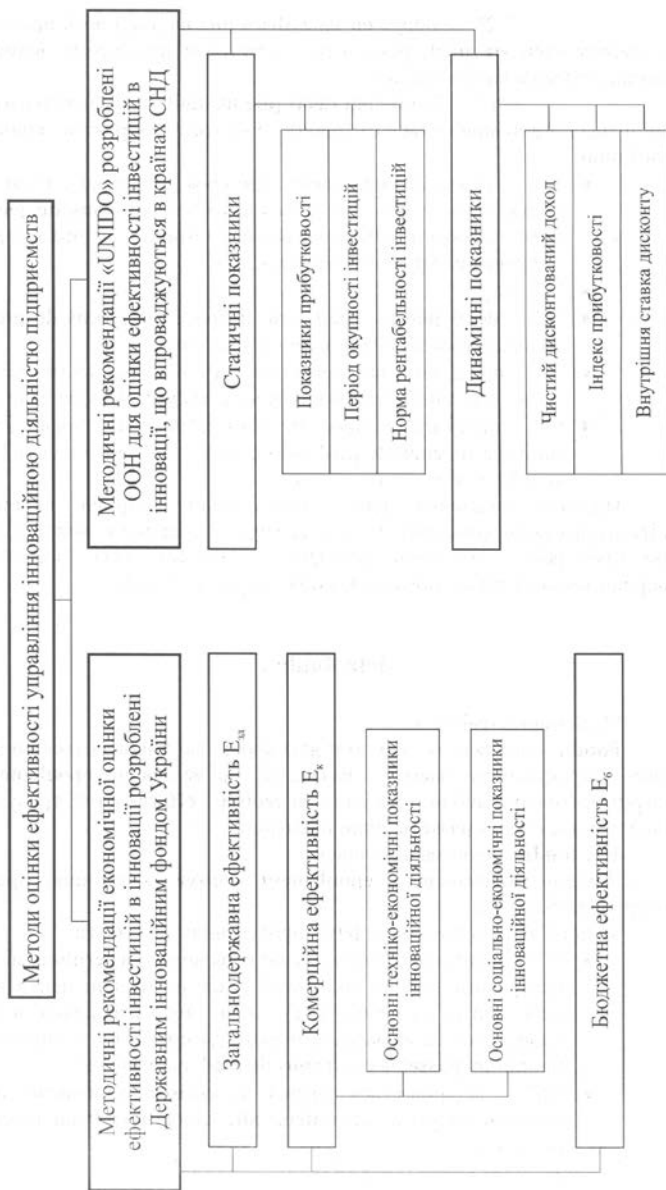 Методи оцінки ефективності управління інноваційною діяльністю підприємств
Методичні рекомендації економічної оцінки
ефективності інвестицій в інновації розроблені
Державним інноваційним фондом України
Загальнодержавна ефективність Eзд
Комерційна ефективність Eк
Основні техніко-економічні показники
інноваційної діяльності
Основні соціально-економічні показники
інноваційної діяльності
Бюджетна ефективність Eб
Методичні рекомендації «UNIDO» розроблені
ООН для оцінки ефективності інвестицій в
інновації, що впроваджуються в країнах СНД
Статичні показники
Показники прибутковості
Період окупності інвестицій
Норма рентабельності інвестицій
Динамічні показники
Чистий дисконтований доход
Індекс прибутковості
Внутрішня ставка дисконту